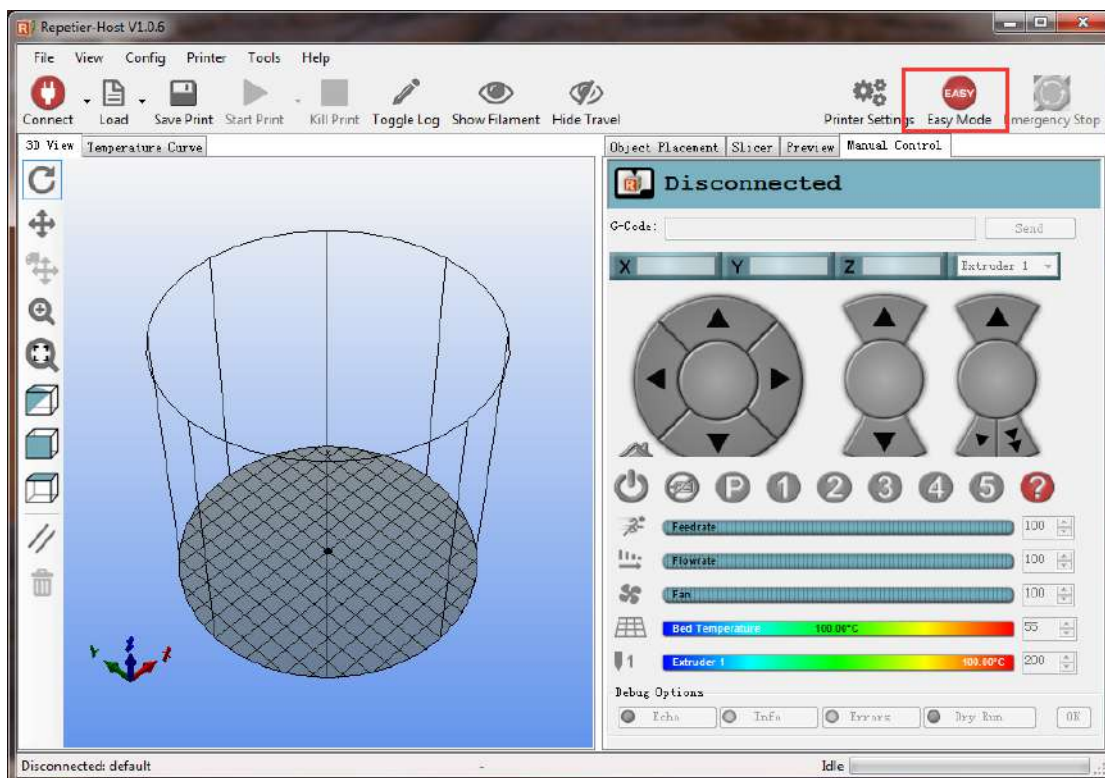 Repetier-Host V1.0.6
File View Config Printer Tools Help
Connect Load Save Print Start Print Kill Print Toggle Log Show Filament Hide Travel Printer Settings EASY Easy Mode Emergency Stop
3D View Temperature Curve
Object Placement Slicer Preview Manual Control
Disconnected
G-Code: Send
X Y Z Extruder 1
P 1 2 3 4 5 ?
Feedrate 100
Flowrate 100
Fan 100
Bed Temperature 100.00°C 55
1 Extruder 1 100.00°C 200
Debug Options
Echo Info Errors Dry Run OK
Disconnected: default - Idle